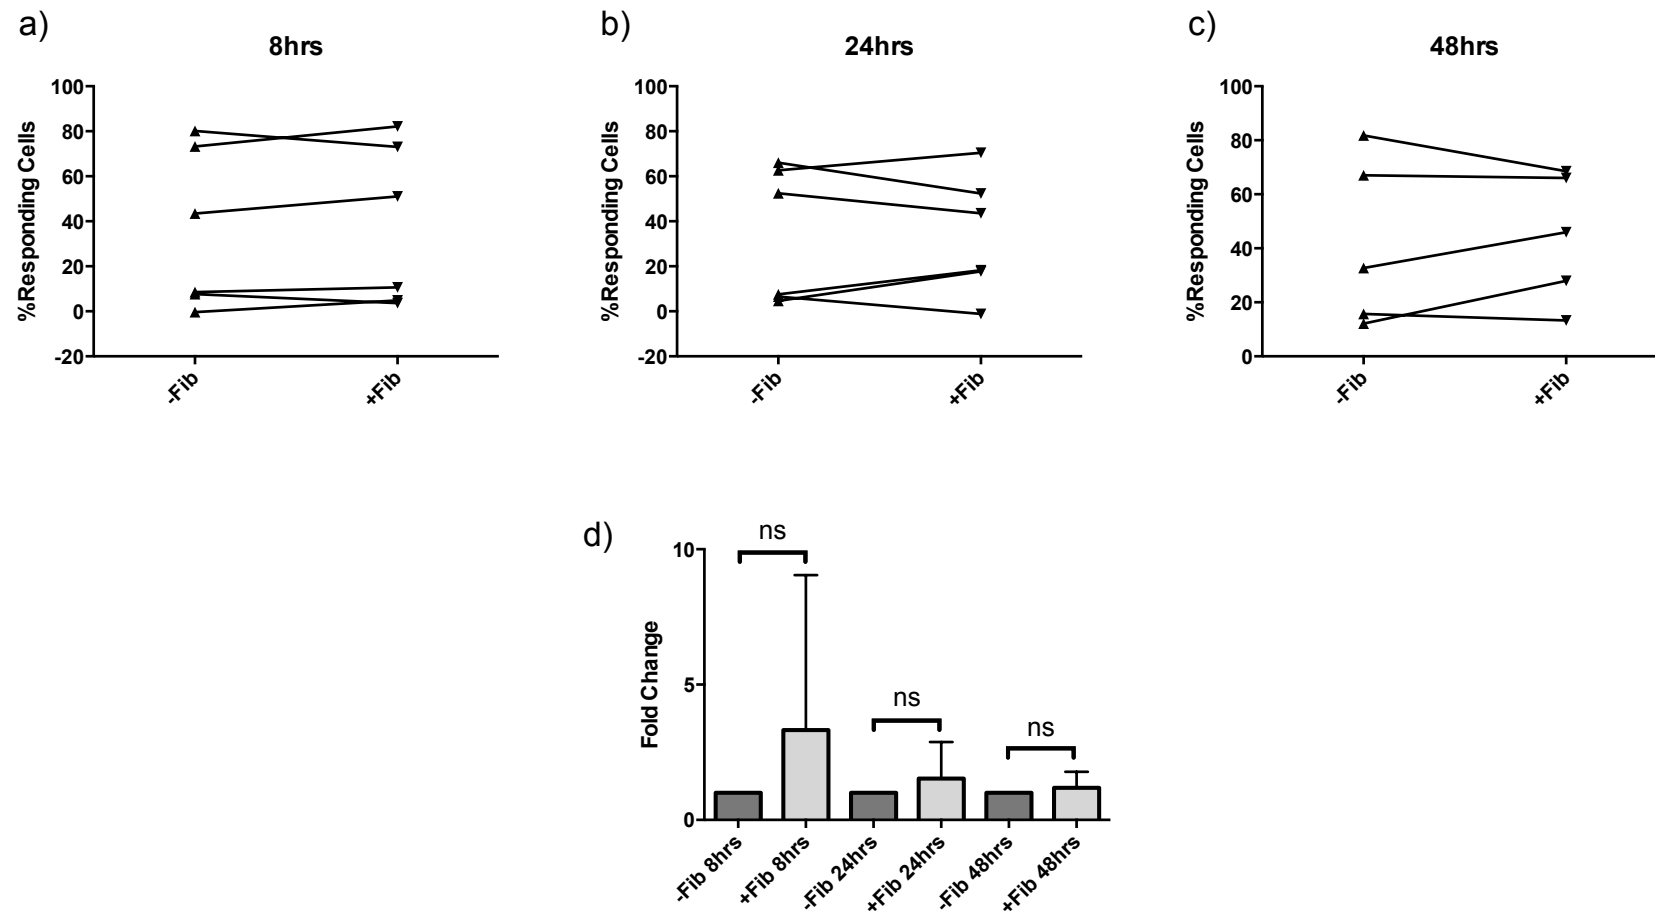 a)
8hrs
%Responding Cells
100
80
60
40
20
0
-20
-Fib
+Fib
b)
24hrs
%Responding Cells
100
80
60
40
20
0
-20
-Fib
+Fib
c)
48hrs
%Responding Cells
100
80
60
40
20
0
-Fib
+Fib
d)
Fold Change
10
5
0
ns
ns
ns
-Fib 8hrs
+Fib 8hrs
-Fib 24hrs
+Fib 24hrs
-Fib 48hrs
+Fib 48hrs